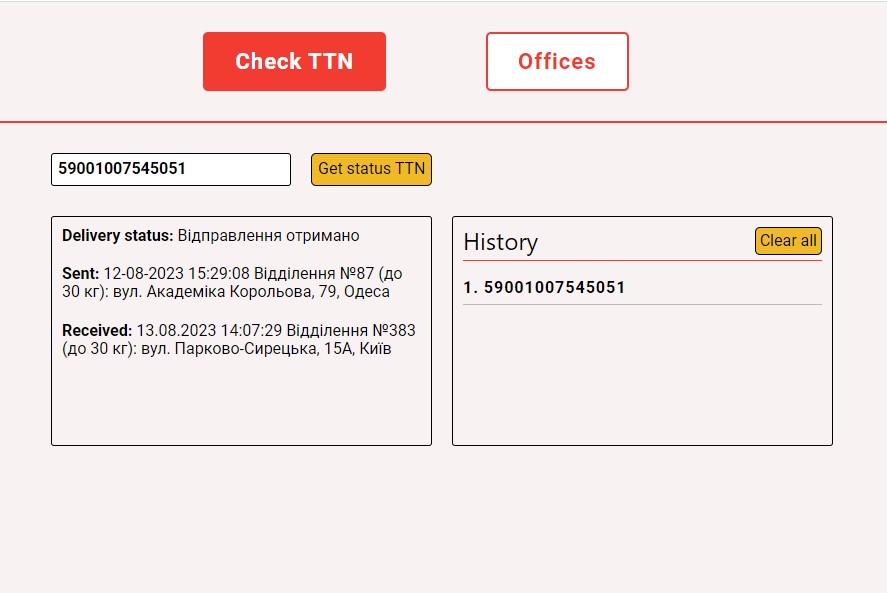 Check TTN
Offices
59001007545051
Get status TTN
Delivery status: Відправлення отримано
Sent: 12-08-2023 15:29:08 Відділення №87 (до
30 кг): вул. Академіка Корольова, 79, Одеса
Received: 13.08.2023 14:07:29 Відділення №383
(до 30 кг): вул. Парково-Сирецька, 15А, Київ
History
Clear all
1. 59001007545051